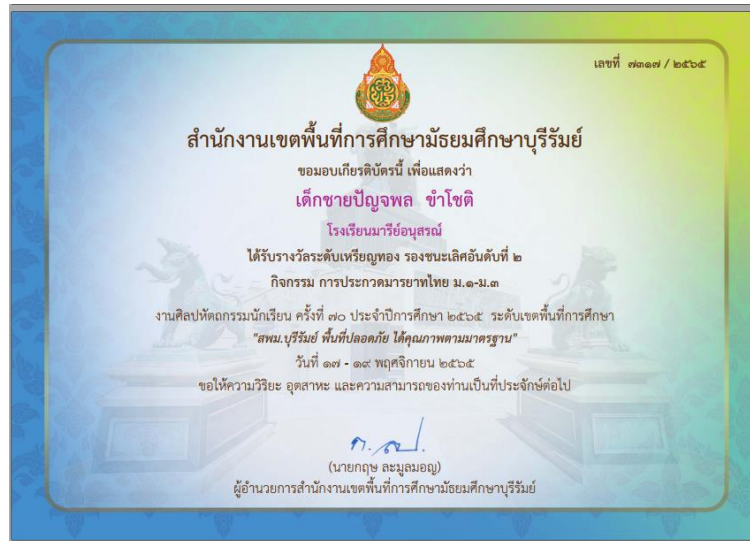 เลขที่ ๗๓๑๗ / ๒๕๖๕
สำนักงานเขตพื้นที่การศึกษามัธยมศึกษาบุรีรัมย์
ขอมอบเกียรติบัตรนี้ เพื่อแสดงว่า
เด็กชายปัญจพล ขำโชติ
โรงเรียนมารีย์อนุสรณ์
ได้รับรางวัลระดับเหรียญทอง รองชนะเลิศอันดับที่ ๒
กิจกรรม การประกวดมารยาทไทย ม.๑-ม.๓
งานศิลปหัตถกรรมนักเรียน ครั้งที่ ๗๐ ประจำปีการศึกษา ๒๕๖๕ ระดับเขตพื้นที่การศึกษา
"สพม.บุรีรัมย์ พื้นที่ปลอดภัย ได้คุณภาพตามมาตรฐาน"
วันที่ ๑๗ - ๑๙ พฤศจิกายน ๒๕๖๕
ขอให้ความวิริยะ อุตสาหะ และความสามารถของท่านเป็นที่ประจักษ์ต่อไป
(นายกฤษ ละมูลมอญ)
ผู้อำนวยการสำนักงานเขตพื้นที่การศึกษามัธยมศึกษาบุรีรัมย์